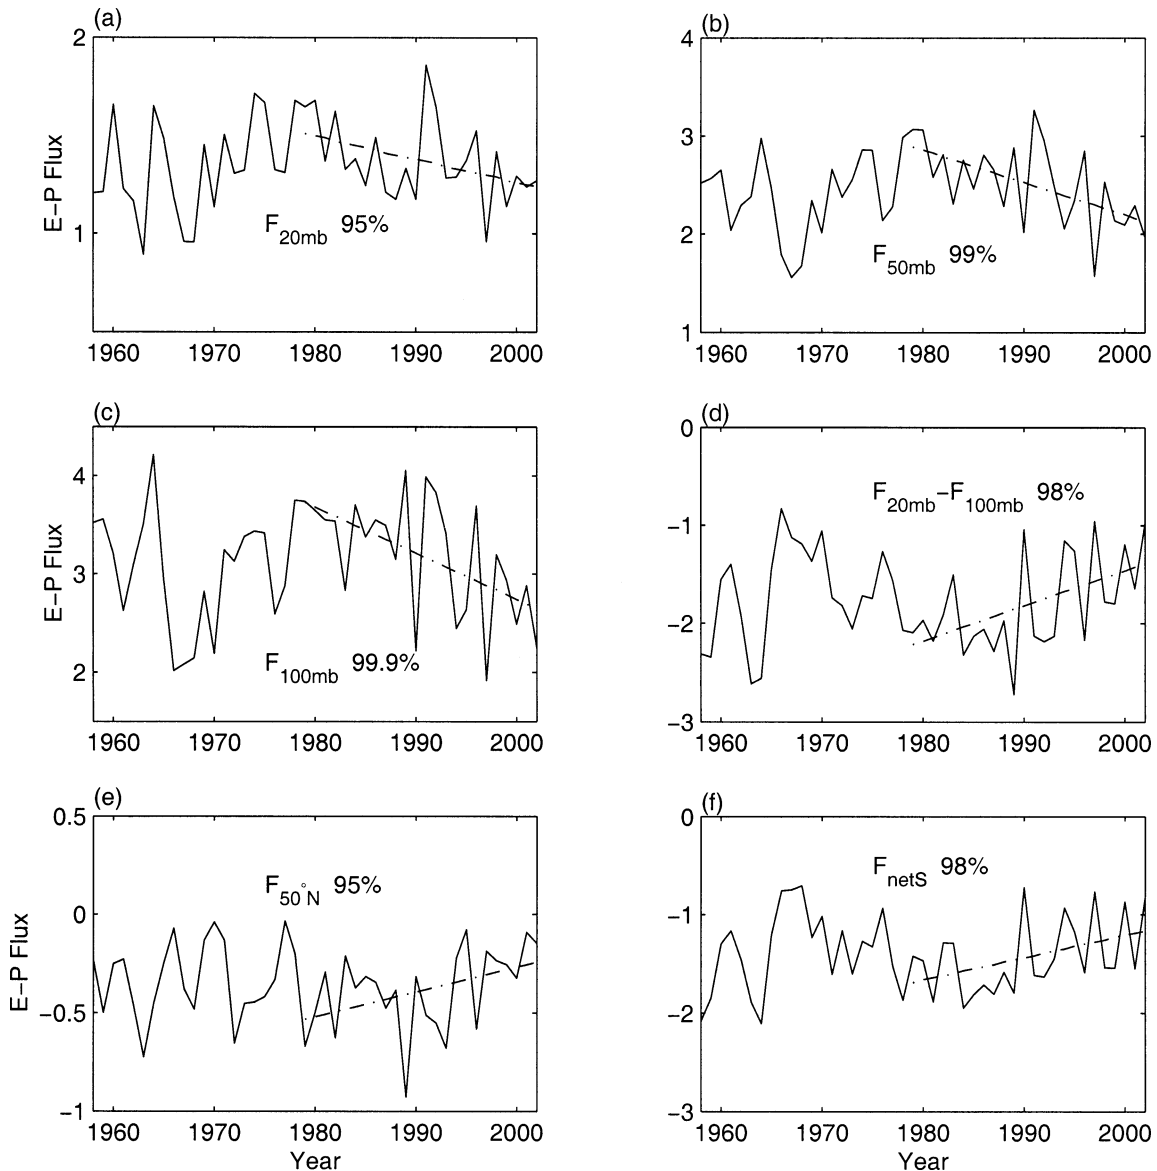 (a)
2
1
E−P Flux
F20mb 95%
1960 1970 1980 1990 2000
(b)
4
3
2
1
F50mb 99%
1960 1970 1980 1990 2000
(c)
4
3
2
E−P Flux
F100mb 99.9%
1960 1970 1980 1990 2000
(d)
0
−1
−2
−3
F20mb−F100mb 98%
1960 1970 1980 1990 2000
(e)
0.5
0
−0.5
−1
E−P Flux
F50°N 95%
1960 1970 1980 1990 2000
Year
(f)
0
−1
−2
−3
FnetS 98%
1960 1970 1980 1990 2000
Year